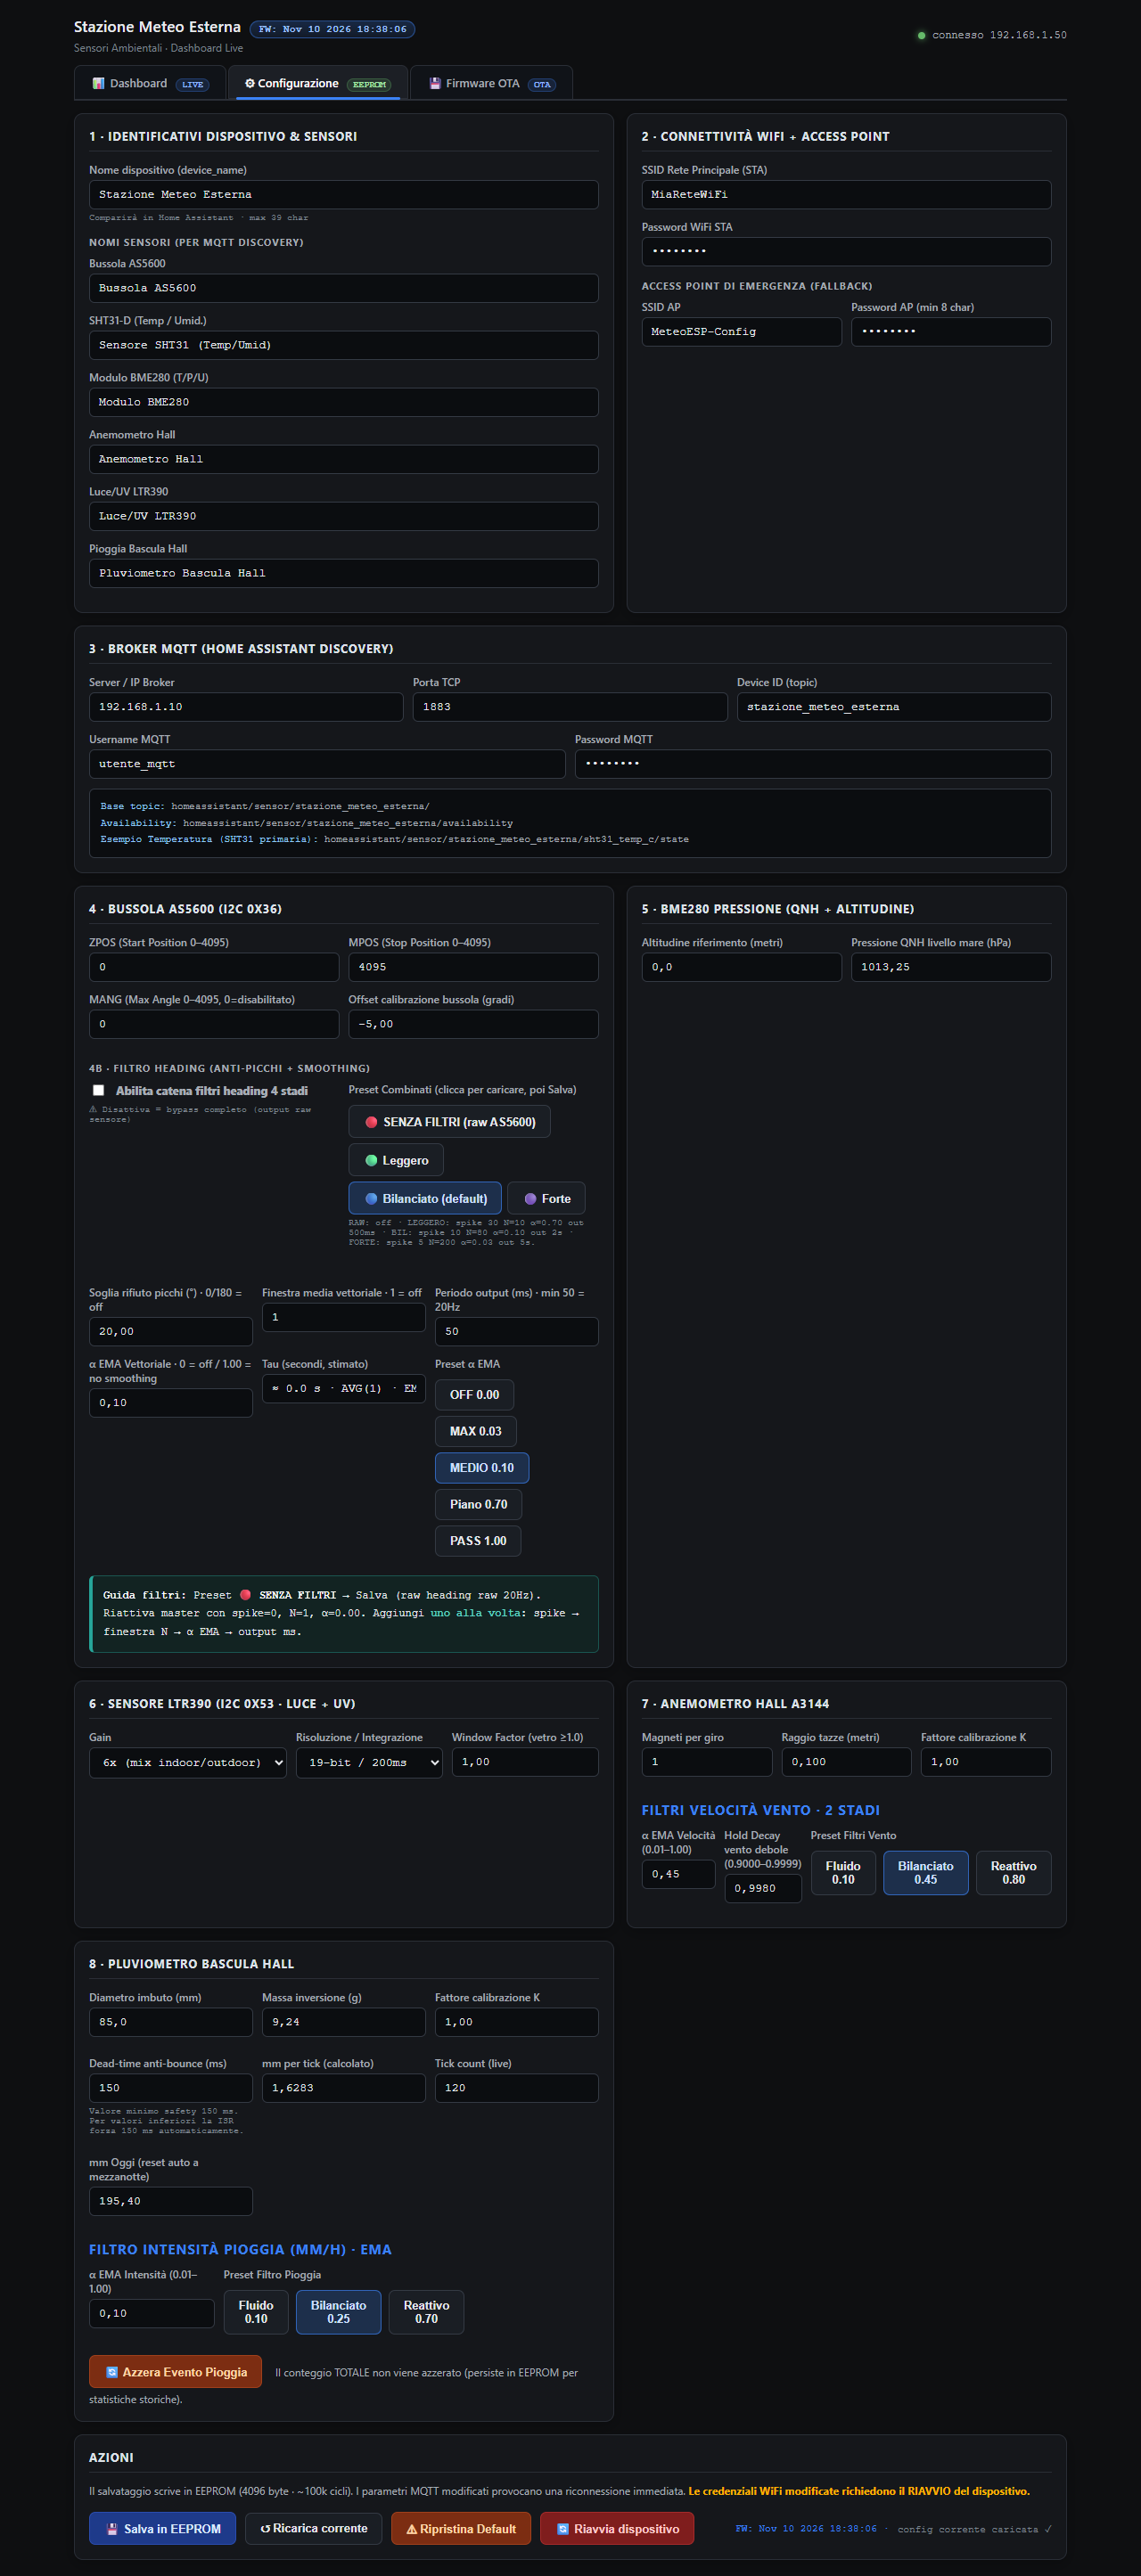 Stazione Meteo Esterna FW: Nov 10 2026 18:38:06
Sensori Ambientali · Dashboard Live
connesso 192.168.1.50
Dashboard LIVE
Configurazione EEPROM
Firmware OTA OTA
1 · IDENTIFICATIVI DISPOSITIVO & SENSORI
Nome dispositivo (device_name)
Stazione Meteo Esterna
Comparirà in Home Assistant · max 39 char
NOMI SENSORI (PER MQTT DISCOVERY)
Bussola AS5600
Bussola AS5600
SHT31-D (Temp / Umid.)
Sensore SHT31 (Temp/Umid)
Modulo BME280 (T/P/U)
Modulo BME280
Anemometro Hall
Anemometro Hall
Luce/UV LTR390
Luce/UV LTR390
Pioggia Bascula Hall
Pluviometro Bascula Hall
2 · CONNETTIVITÀ WIFI + ACCESS POINT
SSID Rete Principale (STA)
MiaReteWiFi
Password WiFi STA
••••••••
ACCESS POINT DI EMERGENZA (FALLBACK)
SSID AP
MeteoESP-Config
Password AP (min 8 char)
••••••••
3 · BROKER MQTT (HOME ASSISTANT DISCOVERY)
Server / IP Broker
192.168.1.10
Porta TCP
1883
Device ID (topic)
stazione_meteo_esterna
Username MQTT
utente_mqtt
Password MQTT
••••••••
Base topic: homeassistant/sensor/stazione_meteo_esterna/
Availability: homeassistant/sensor/stazione_meteo_esterna/availability
Esempio Temperatura (SHT31 primaria): homeassistant/sensor/stazione_meteo_esterna/sht31_temp_c/state
4 · BUSSOLA AS5600 (I2C 0X36)
ZPOS (Start Position 0–4095)
0
MPOS (Stop Position 0–4095)
4095
MANG (Max Angle 0–4095, 0=disabilitato)
0
Offset calibrazione bussola (gradi)
-5,00
4B · FILTRO HEADING (ANTI-PICCHI + SMOOTHING)
Abilita catena filtri heading 4 stadi
⚠ Disattiva = bypass completo (output raw
sensore)
Preset Combinati (clicca per caricare, poi Salva)
SENZA FILTRI (raw AS5600)
Leggero
Bilanciato (default)
Forte
RAW: off · LEGGERO: spike 30 N=10 α=0.70 out
500ms · BIL: spike 10 N=80 α=0.10 out 2s ·
FORTE: spike 5 N=200 α=0.03 out 5s.
Soglia rifiuto picchi (°) · 0/180 =
off
20,00
Finestra media vettoriale · 1 = off
1
Periodo output (ms) · min 50 =
20Hz
50
α EMA Vettoriale · 0 = off / 1.00 =
no smoothing
0,10
Tau (secondi, stimato)
≈ 0.0 s · AVG(1) · EM
Preset α EMA
OFF 0.00
MAX 0.03
MEDIO 0.10
Piano 0.70
PASS 1.00
Guida filtri: Preset SENZA FILTRI → Salva (raw heading raw 20Hz).
Riattiva master con spike=0, N=1, α=0.00. Aggiungi uno alla volta: spike →
finestra N → α EMA → output ms.
5 · BME280 PRESSIONE (QNH + ALTITUDINE)
Altitudine riferimento (metri)
0,0
Pressione QNH livello mare (hPa)
1013,25
6 · SENSORE LTR390 (I2C 0X53 · LUCE + UV)
Gain
6x (mix indoor/outdoor)
Risoluzione / Integrazione
19-bit / 200ms
Window Factor (vetro ≥1.0)
1,00
7 · ANEMOMETRO HALL A3144
Magneti per giro
1
Raggio tazze (metri)
0,100
Fattore calibrazione K
1,00
FILTRI VELOCITÀ VENTO · 2 STADI
α EMA Velocità
(0.01–1.00)
0,45
Hold Decay
vento debole
(0.9000–0.9999)
0,9980
Preset Filtri Vento
Fluido
0.10
Bilanciato
0.45
Reattivo
0.80
8 · PLUVIOMETRO BASCULA HALL
Diametro imbuto (mm)
85,0
Massa inversione (g)
9,24
Fattore calibrazione K
1,00
Dead-time anti-bounce (ms)
150
Valore minimo safety 150 ms.
Per valori inferiori la ISR
forza 150 ms automaticamente.
mm per tick (calcolato)
1,6283
Tick count (live)
120
mm Oggi (reset auto a
mezzanotte)
195,40
FILTRO INTENSITÀ PIOGGIA (MM/H) · EMA
α EMA Intensità (0.01–
1.00)
0,10
Preset Filtro Pioggia
Fluido
0.10
Bilanciato
0.25
Reattivo
0.70
Azzera Evento Pioggia
Il conteggio TOTALE non viene azzerato (persiste in EEPROM per
statistiche storiche).
AZIONI
Il salvataggio scrive in EEPROM (4096 byte · ~100k cicli). I parametri MQTT modificati provocano una riconnessione immediata. Le credenziali WiFi modificate richiedono il RIAVVIO del dispositivo.
Salva in EEPROM
↺ Ricarica corrente
⚠ Ripristina Default
Riavvia dispositivo
FW: Nov 10 2026 18:38:06 · config corrente caricata ✓